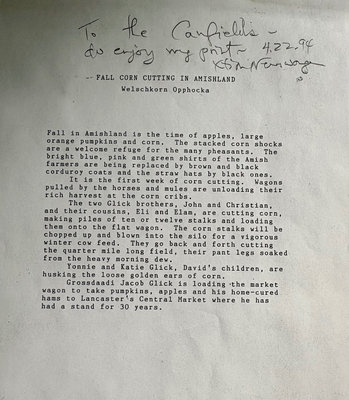 To the Canfields -
do enjoy my print - 4.22.94
-- FALL CORN CUTTING IN AMISHLAND
Welschkorn Opphocka
Fall in Amishland is the time of apples, large
orange pumpkins and corn. The stacked corn shocks
are a welcome refuge for the many pheasants. The
bright blue, pink and green shirts of the Amish
farmers are being replaced by brown and black
corduroy coats and the straw hats by black ones.
It is the first week of corn cutting. Wagons
pulled by the horses and mules are unloading their
rich harvest at the corn cribs.
The two Glick brothers, John and Christian,
and their cousins, Eli and Elam, are cutting corn,
making piles of ten or twelve stalks and loading
them onto the flat wagon. The corn stalks will be
chopped up and blown into the silo for a vigorous
winter cow feed. They go back and forth cutting
the quarter mile long field, their pant legs soaked
from the heavy morning dew.
Yonnie and Katie Glick, David's children, are
husking the loose golden ears of corn.
Grossdaadi Jacob Glick is loading the market
wagon to take pumpkins, apples and his home-cured
hams to Lancaster's Central Market where he has
had a stand for 30 years.